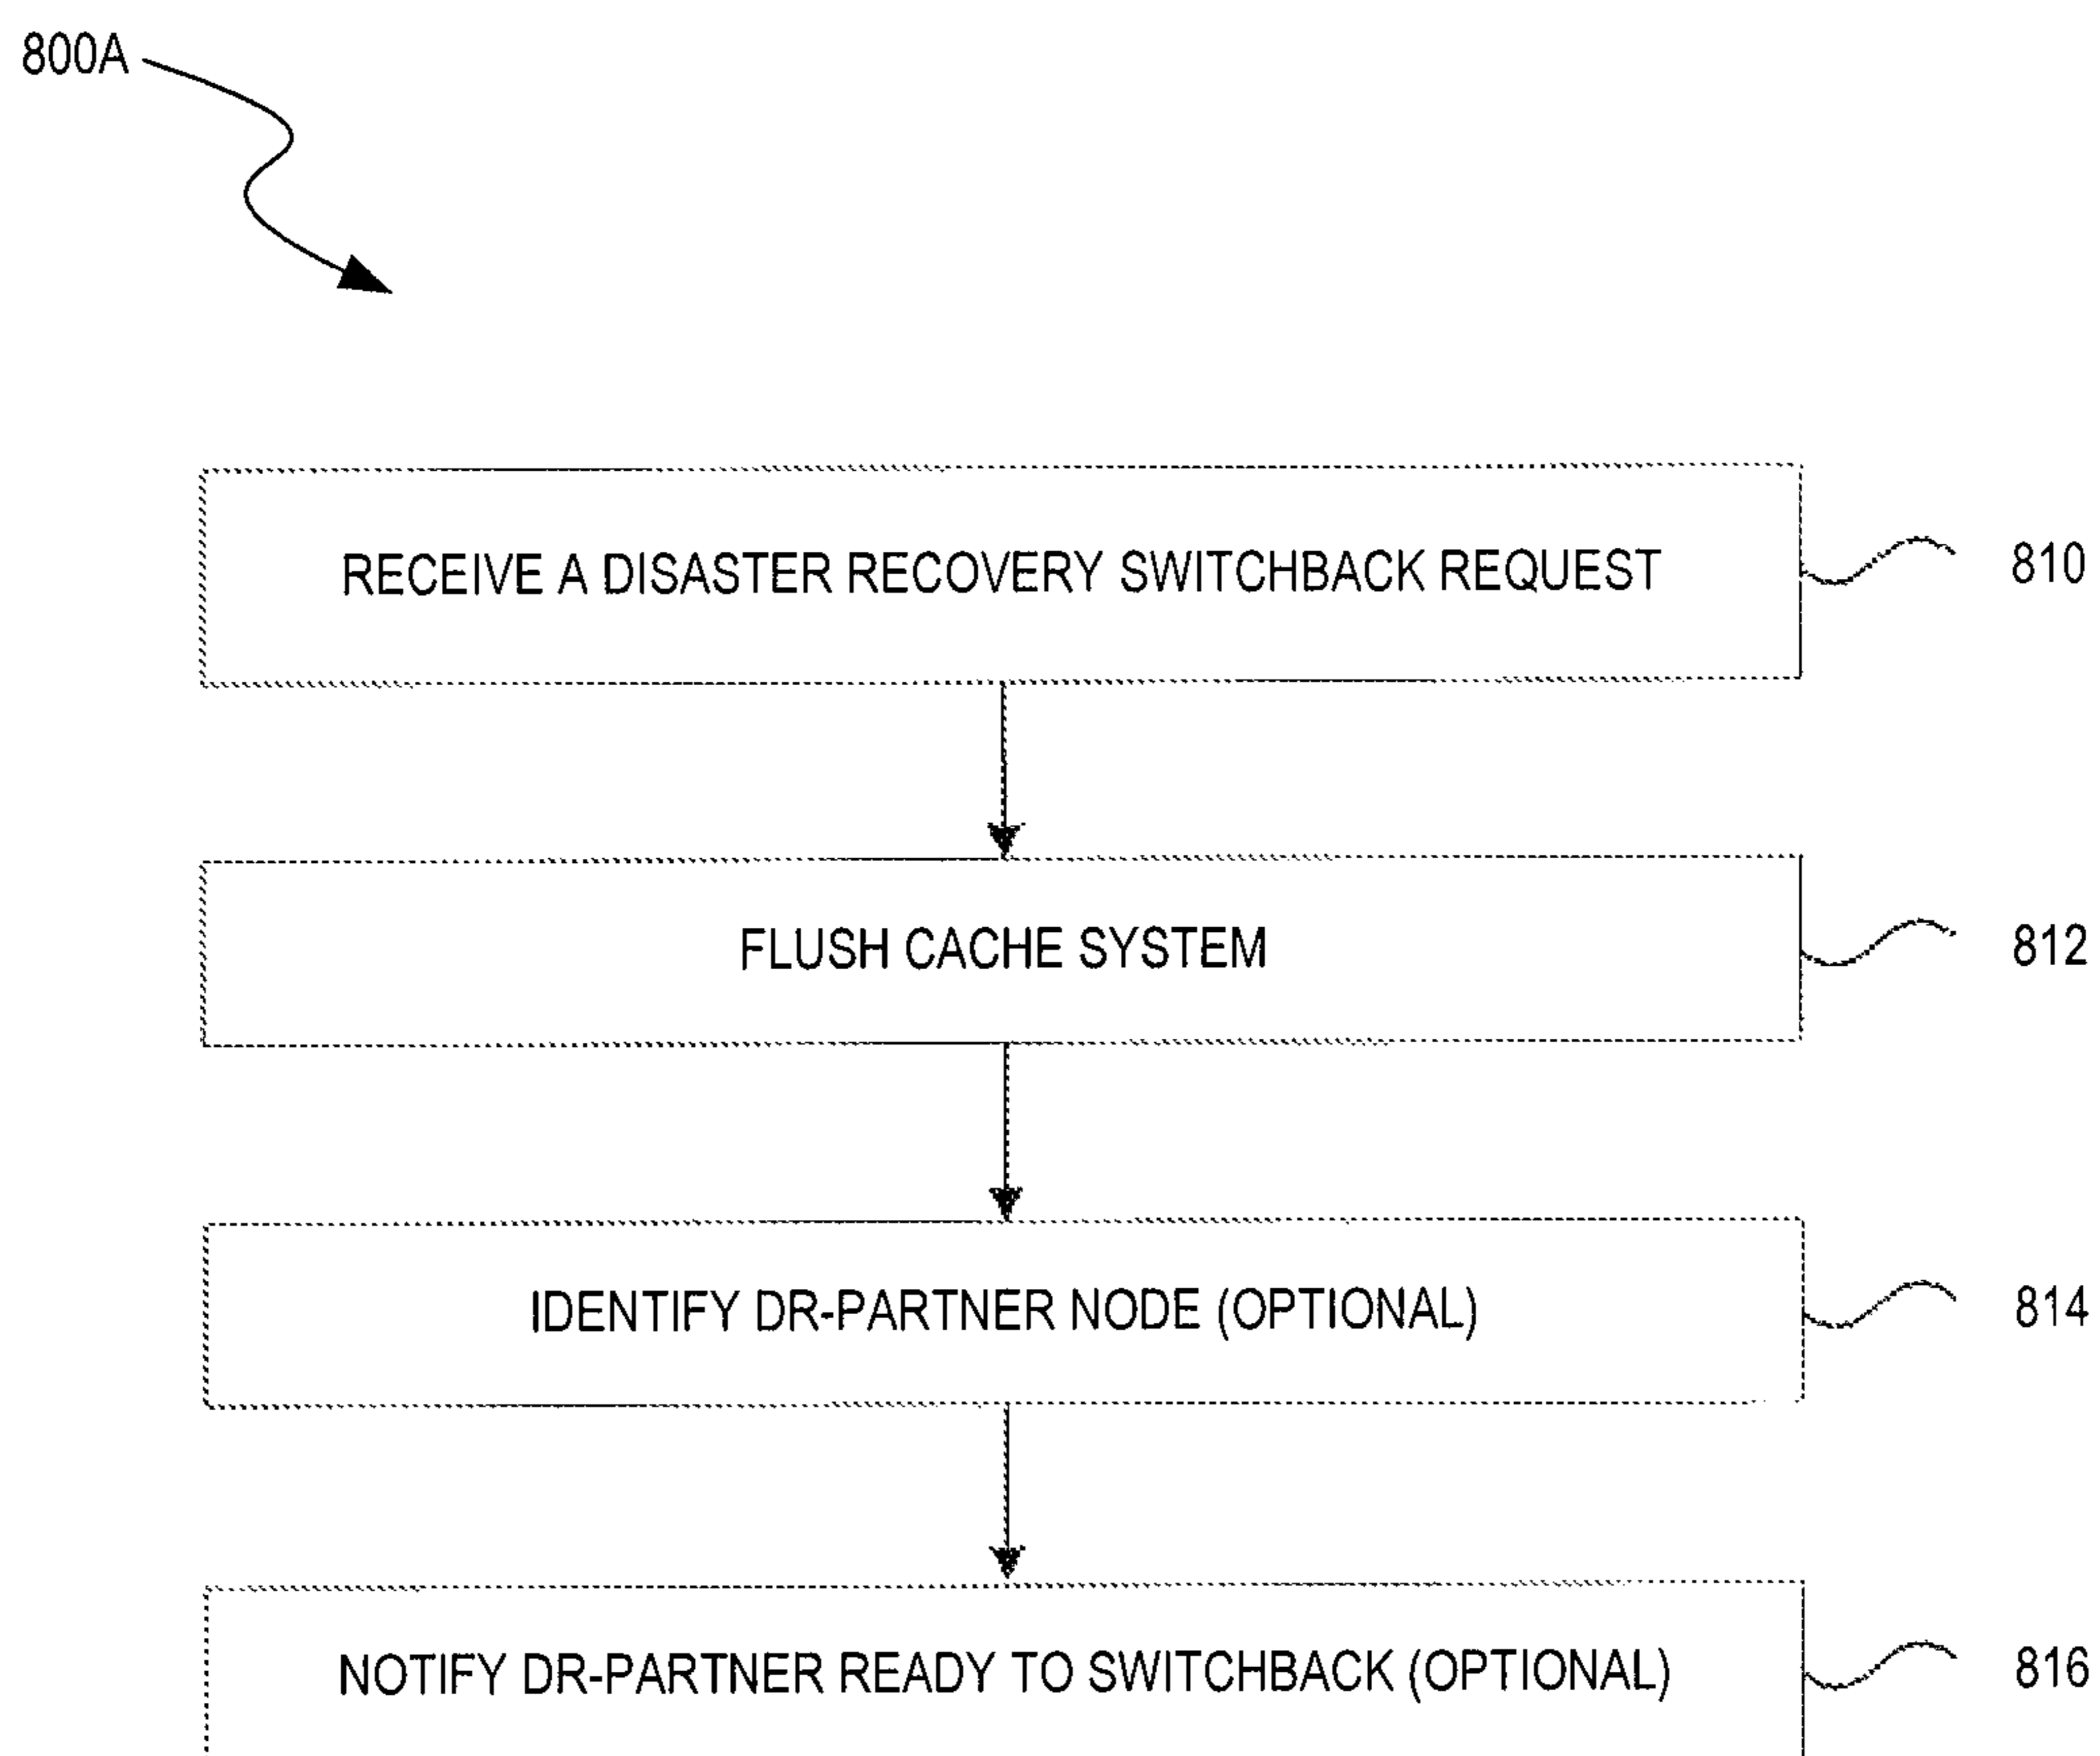 800A
RECEIVE A DISASTER RECOVERY SWITCHBACK REQUEST
810
FLUSH CACHE SYSTEM
812
IDENTIFY DR-PARTNER NODE (OPTIONAL)
814
NOTIFY DR-PARTNER READY TO SWITCHBACK (OPTIONAL)
816